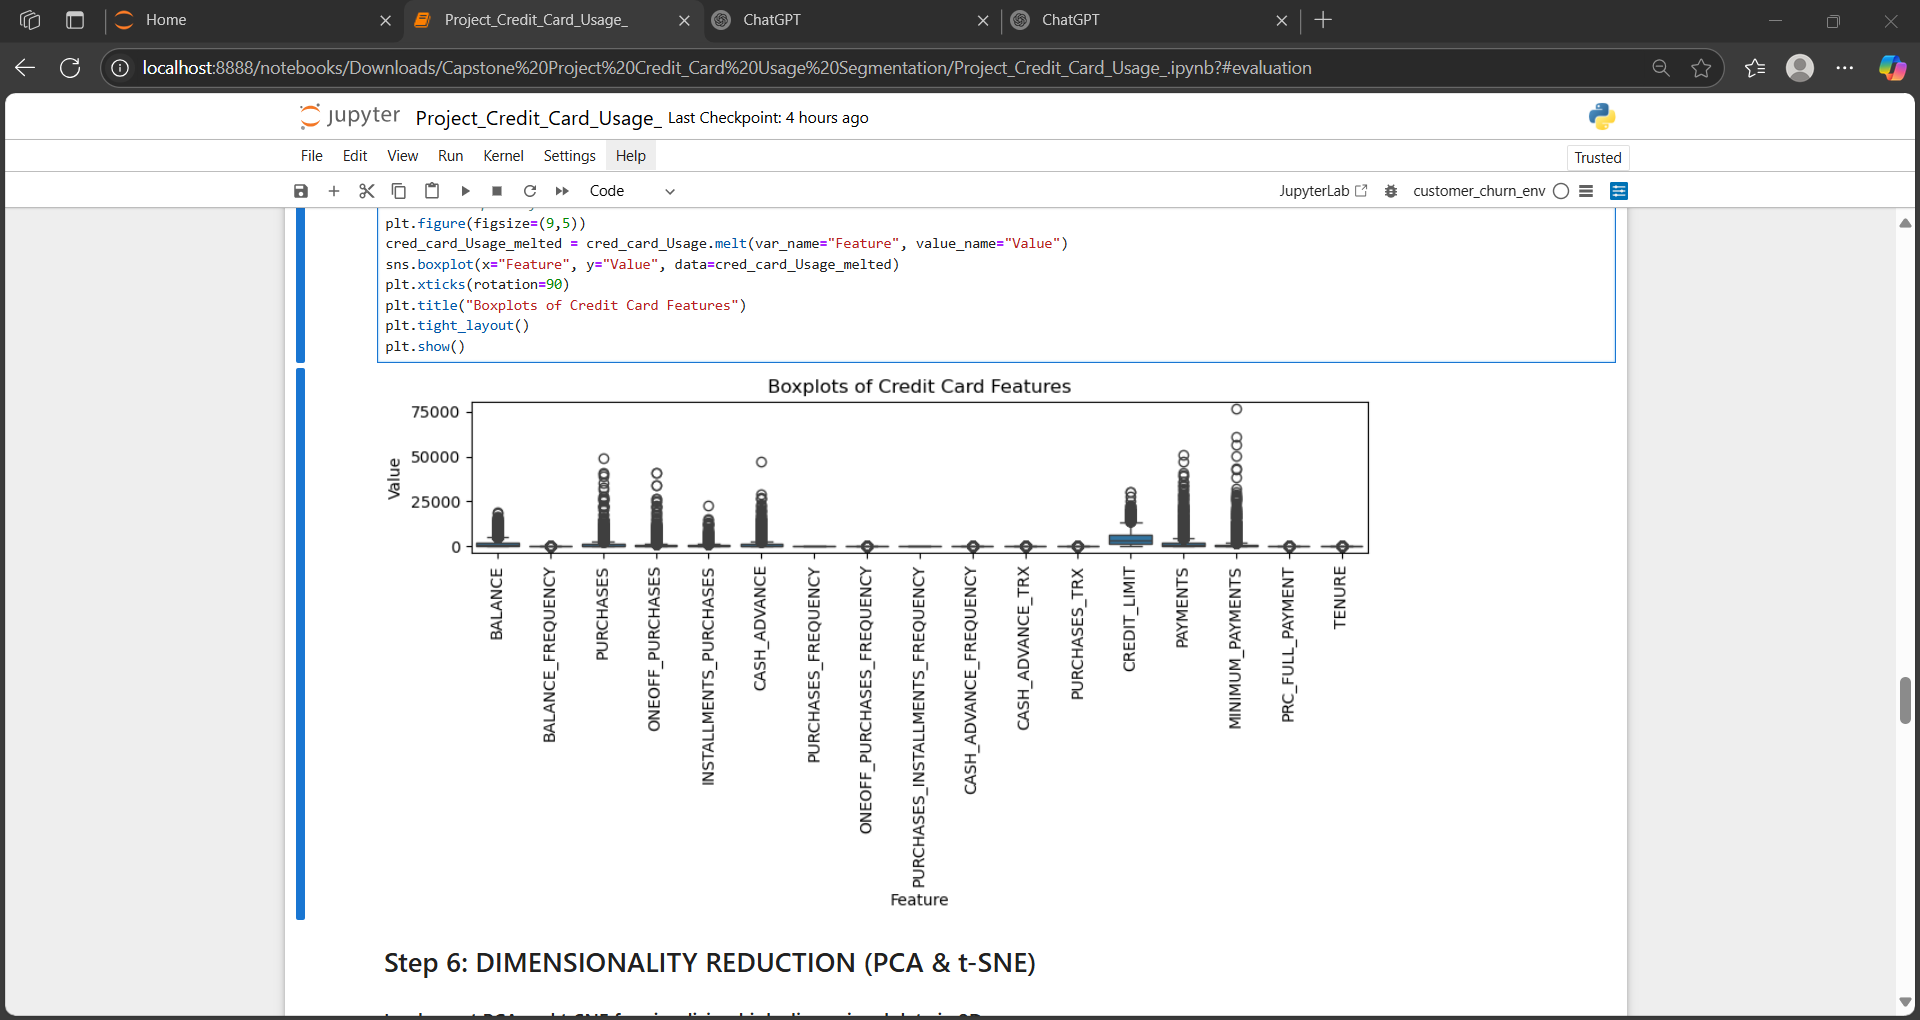 Home
Project_Credit_Card_Usage_
ChatGPT
ChatGPT
localhost:8888/notebooks/Downloads/Capstone%20Project%20Credit_Card%20Usage%20Segmentation/Project_Credit_Card_Usage_.ipynb?#evaluation
jupyter Project_Credit_Card_Usage_ Last Checkpoint: 4 hours ago
File Edit View Run Kernel Settings Help
Trusted
Code
JupyterLab
customer_churn_env
plt.figure(figsize=(9,5))
cred_card_Usage_melted = cred_card_Usage.melt(var_name="Feature", value_name="Value")
sns.boxplot(x="Feature", y="Value", data=cred_card_Usage_melted)
plt.xticks(rotation=90)
plt.title("Boxplots of Credit Card Features")
plt.tight_layout()
plt.show()
Boxplots of Credit Card Features
Value
75000
50000
25000
0
BALANCE
BALANCE_FREQUENCY
PURCHASES
ONEOFF_PURCHASES
INSTALLMENTS_PURCHASES
CASH_ADVANCE
PURCHASES_FREQUENCY
ONEOFF_PURCHASES_FREQUENCY
PURCHASES_INSTALLMENTS_FREQUENCY
CASH_ADVANCE_FREQUENCY
CASH_ADVANCE_TRX
PURCHASES_TRX
CREDIT_LIMIT
PAYMENTS
MINIMUM_PAYMENTS
PRC_FULL_PAYMENT
TENURE
Feature
Step 6: DIMENSIONALITY REDUCTION (PCA & t-SNE)